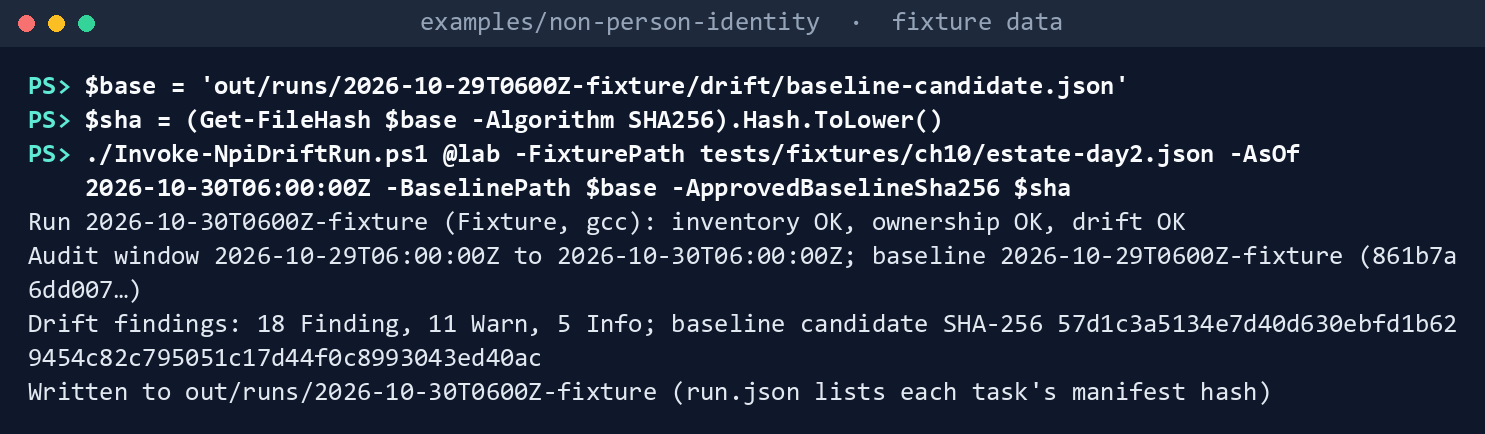 examples/non-person-identity · fixture data
PS> $base = 'out/runs/2026-10-29T0600Z-fixture/drift/baseline-candidate.json'
PS> $sha = (Get-FileHash $base -Algorithm SHA256).Hash.ToLower()
PS> ./Invoke-NpiDriftRun.ps1 @lab -FixturePath tests/fixtures/ch10/estate-day2.json -AsOf
2026-10-30T06:00:00Z -BaselinePath $base -ApprovedBaselineSha256 $sha
Run 2026-10-30T0600Z-fixture (Fixture, gcc): inventory OK, ownership OK, drift OK
Audit window 2026-10-29T06:00:00Z to 2026-10-30T06:00:00Z; baseline 2026-10-29T0600Z-fixture (861b7a
6dd007…)
Drift findings: 18 Finding, 11 Warn, 5 Info; baseline candidate SHA-256 57d1c3a5134e7d40d630ebfd1b62
9454c82c795051c17d44f0c8993043ed40ac
Written to out/runs/2026-10-30T0600Z-fixture (run.json lists each task's manifest hash)